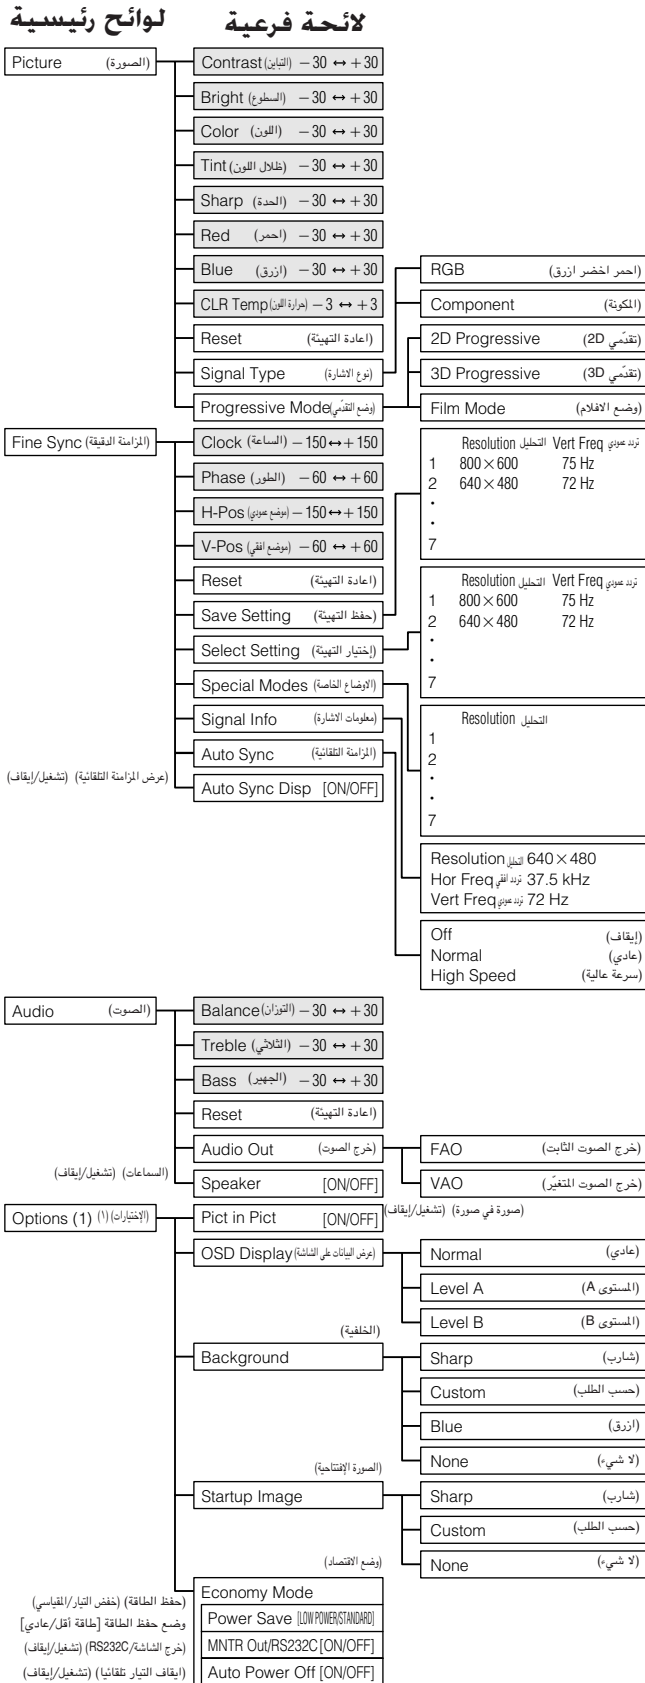 لوائح رئيسية
لائحة فرعية
Picture (الصورة)
Contrast (التباين) −30 ↔ +30
Bright (السطوع) −30 ↔ +30
Color (اللون) −30 ↔ +30
Tint (ظلال اللون) −30 ↔ +30
Sharp (الحدة) −30 ↔ +30
Red (احمر) −30 ↔ +30
Blue (ازرق) −30 ↔ +30
CLR Temp (حرارة اللون) −3 ↔ +3
Reset (اعادة التهيئة)
Signal Type (نوع الاشارة)
RGB (احمر اخضر ازرق)
Component (المكونة)
Progressive Mode (وضع التقدّمي)
2D Progressive (تقدّمي 2D)
3D Progressive (تقدّمي 3D)
Film Mode (وضع الافلام)
Fine Sync (المزامنة الدقيقة)
Clock (الساعة) −150 ↔ +150
Phase (الطور) −60 ↔ +60
H-Pos (موضع عمودي) −150 ↔ +150
V-Pos (موضع افقي) −60 ↔ +60
Reset (اعادة التهيئة)
Save Setting (حفظ التهيئة)
Resolution التحليل Vert Freq تردد عمودي
1 800×600 75 Hz
2 640×480 72 Hz
•
•
7
Select Setting (إختيار التهيئة)
Resolution التحليل Vert Freq تردد عمودي
1 800×600 75 Hz
2 640×480 72 Hz
•
•
7
Special Modes (الاوضاع الخاصة)
Resolution التحليل
1
2
•
•
7
Signal Info (معلومات الاشارة)
Resolution التحليل 640×480
Hor Freq تردد افقي 37.5 kHz
Vert Freq تردد عمودي 72 Hz
Auto Sync (المزامنة التلقائية)
Off (إيقاف)
Normal (عادي)
High Speed (سرعة عالية)
(عرض المزامنة التلقائية) (تشغيل/إيقاف)
Auto Sync Disp [ON/OFF]
Audio (الصوت)
Balance (التوزان) −30 ↔ +30
Treble (الثلاثي) −30 ↔ +30
Bass (الجهير) −30 ↔ +30
Reset (اعادة التهيئة)
Audio Out (خرج الصوت)
FAO (خرج الصوت الثابت)
VAO (خرج الصوت المتغيّر)
(السماعات) (تشغيل/إيقاف)
Speaker [ON/OFF]
Options (1) (الإختيارات) (١)
Pict in Pict [ON/OFF]
(صورة في صورة) (تشغيل/إيقاف)
OSD Display (عرض البيانات على الشاشة)
Normal (عادي)
Level A (المستوى A)
Level B (المستوى B)
(الخلفية)
Background
Sharp (شارب)
Custom (حسب الطلب)
Blue (ازرق)
None (لا شيء)
(الصورة الإفتتاحية)
Startup Image
Sharp (شارب)
Custom (حسب الطلب)
None (لا شيء)
(وضع الاقتصاد)
Economy Mode
(حفظ الطاقة) (خفض التيار/المقياسي)
وضع حفظ الطاقة [طاقة أقل/عادي]
Power Save [LOW POWER/STANDARD]
(خرج الشاشة/RS232C) (تشغيل/إيقاف)
MNTR Out/RS232C [ON/OFF]
(ايقاف التيار تلقائيا) (تشغيل/إيقاف)
Auto Power Off [ON/OFF]